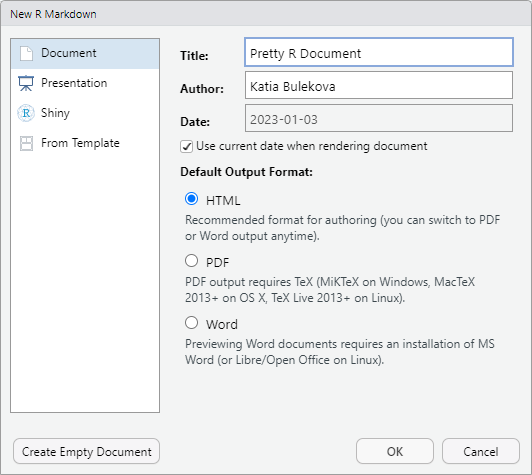 New R Markdown
Document
Presentation
R Shiny
From Template
Title: Pretty R Document
Author: Katia Bulekova
Date: 2023-01-03
Use current date when rendering document
Default Output Format:
HTML
Recommended format for authoring (you can switch to PDF
or Word output anytime).
PDF
PDF output requires TeX (MiKTeX on Windows, MacTeX
2013+ on OS X, TeX Live 2013+ on Linux).
Word
Previewing Word documents requires an installation of MS
Word (or Libre/Open Office on Linux).
Create Empty Document OK Cancel